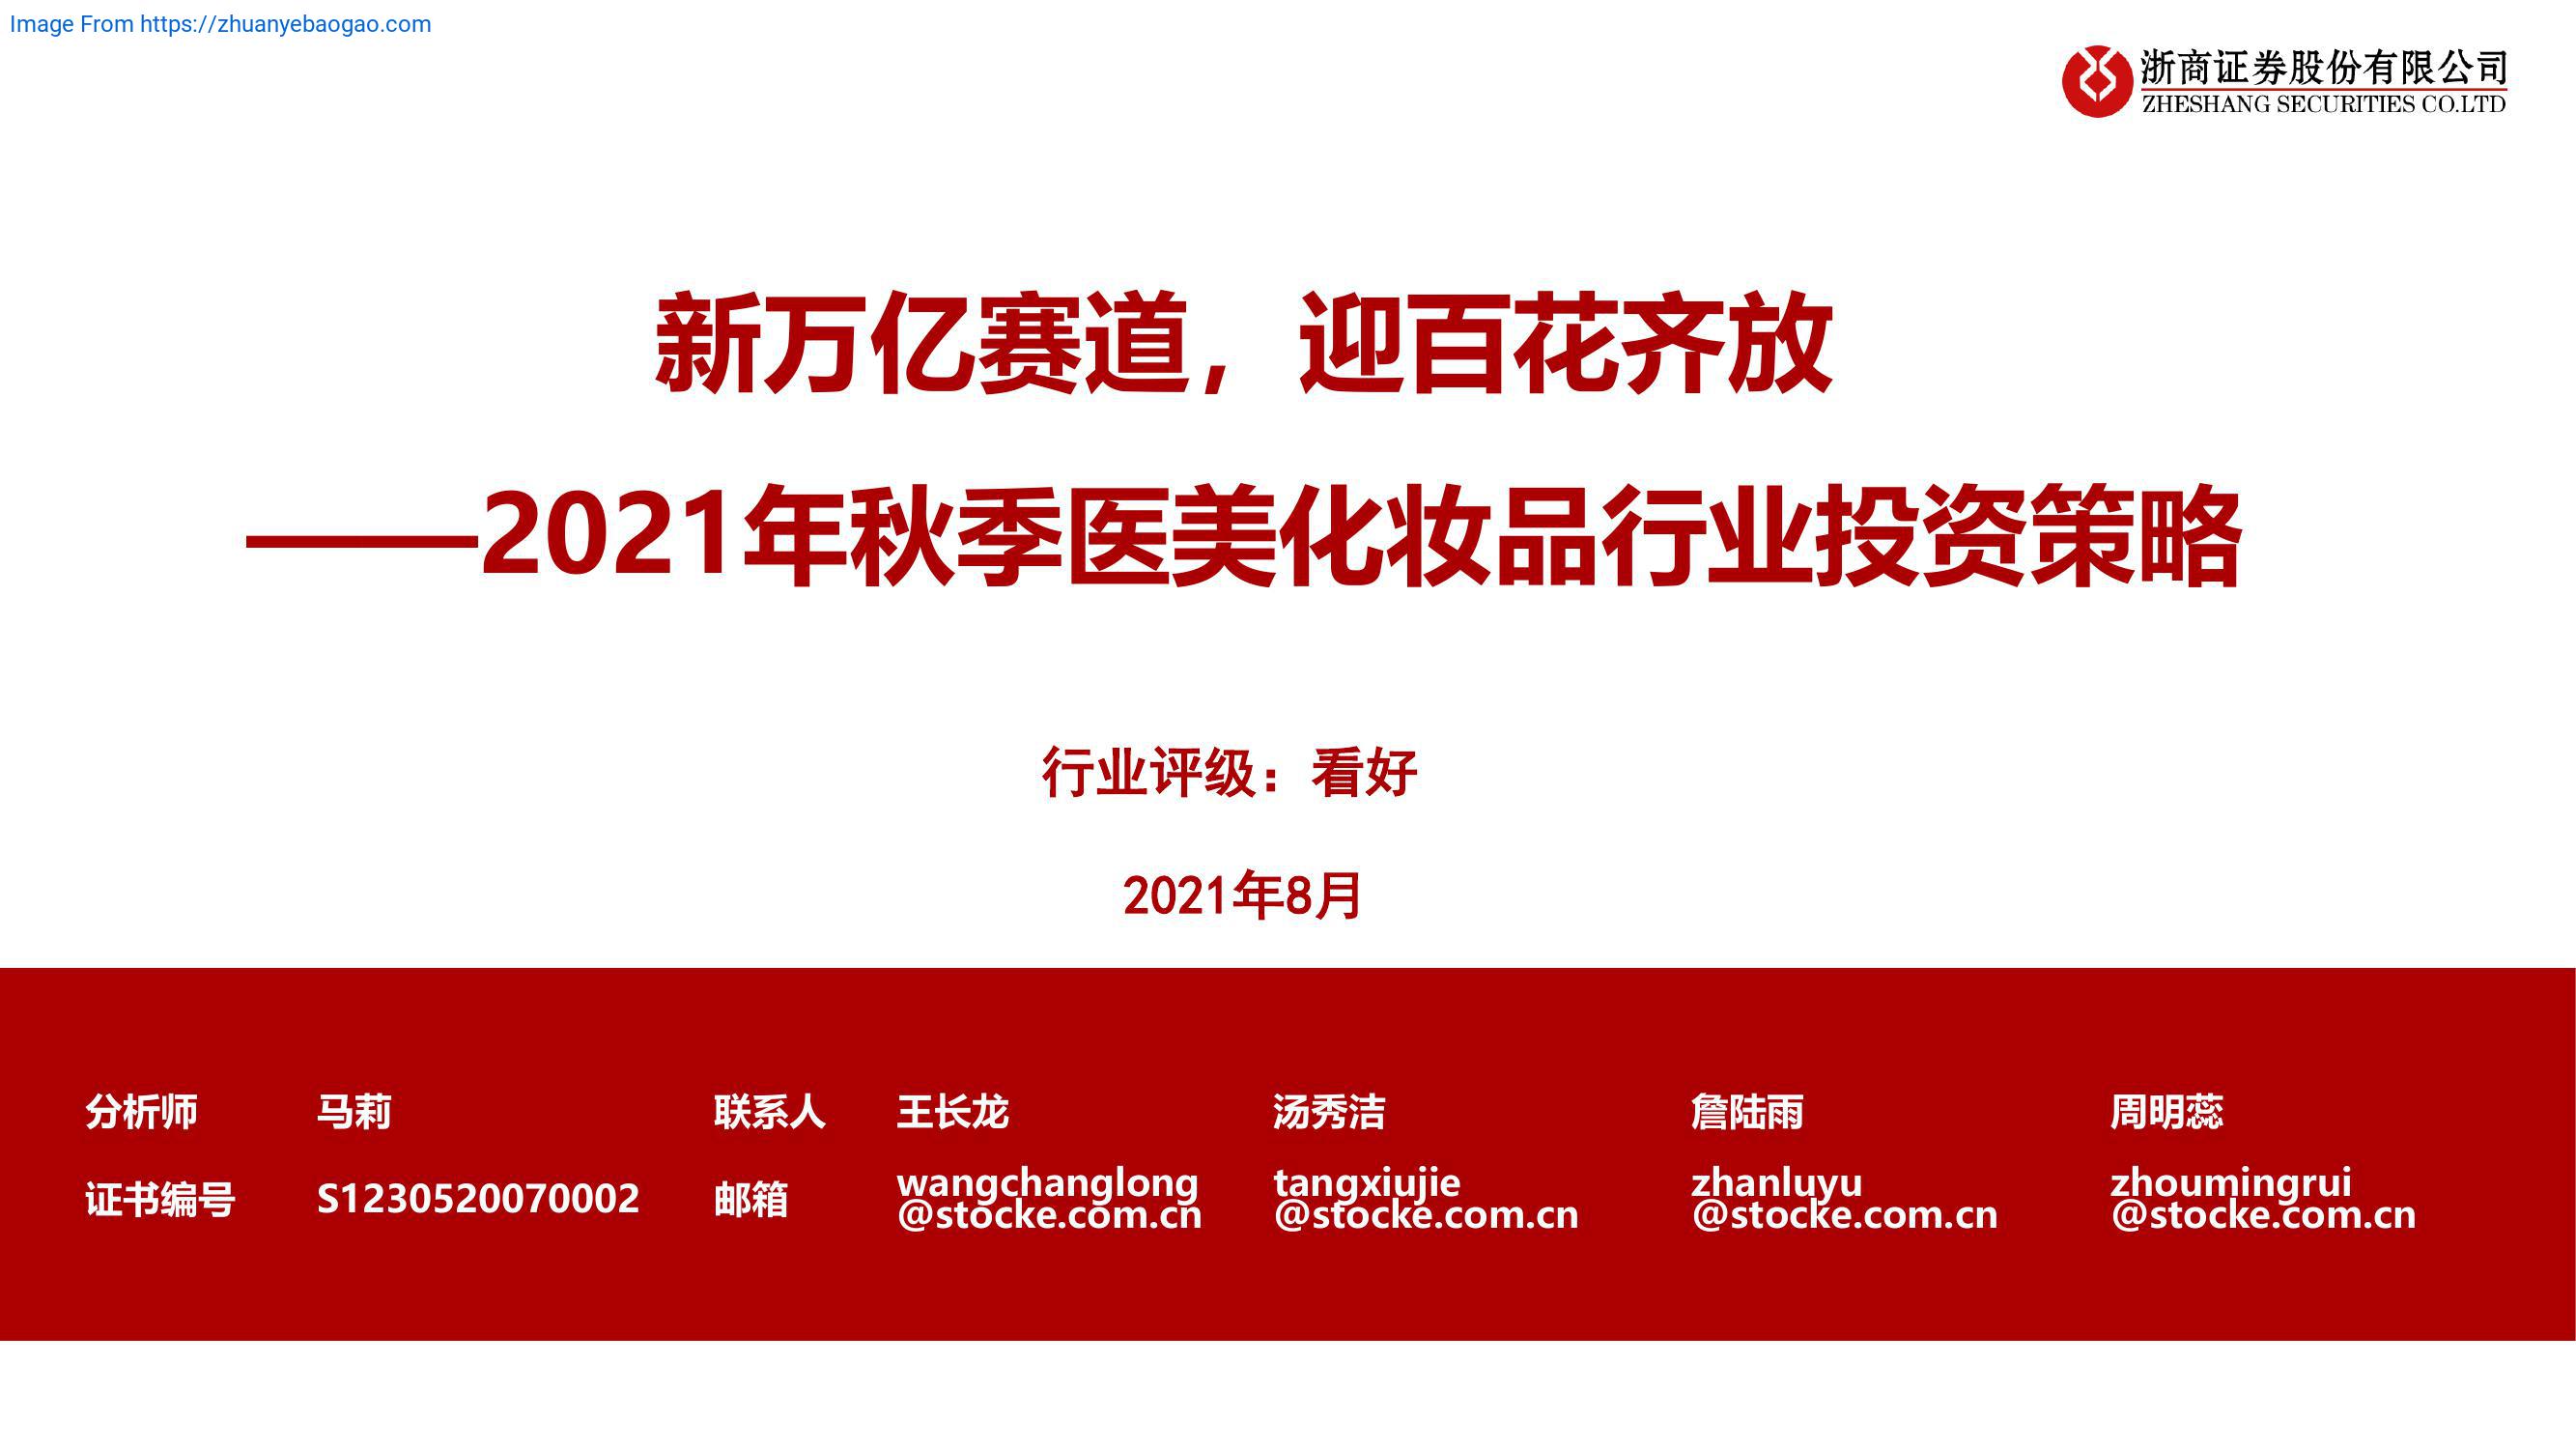 Image From https://zhuanyebaogao.com
浙商证券股份有限公司
ZHESHANG SECURITIES CO.LTD
新万亿赛道，迎百花齐放
——2021年秋季医美化妆品行业投资策略
行业评级：看好
2021年8月
分析师 马莉 联系人 王长龙 汤秀洁 詹陆雨 周明蕊
证书编号 S1230520070002 邮箱 wangchanglong tangxiujie zhanluyu zhoumingrui
@stocke.com.cn @stocke.com.cn @stocke.com.cn @stocke.com.cn